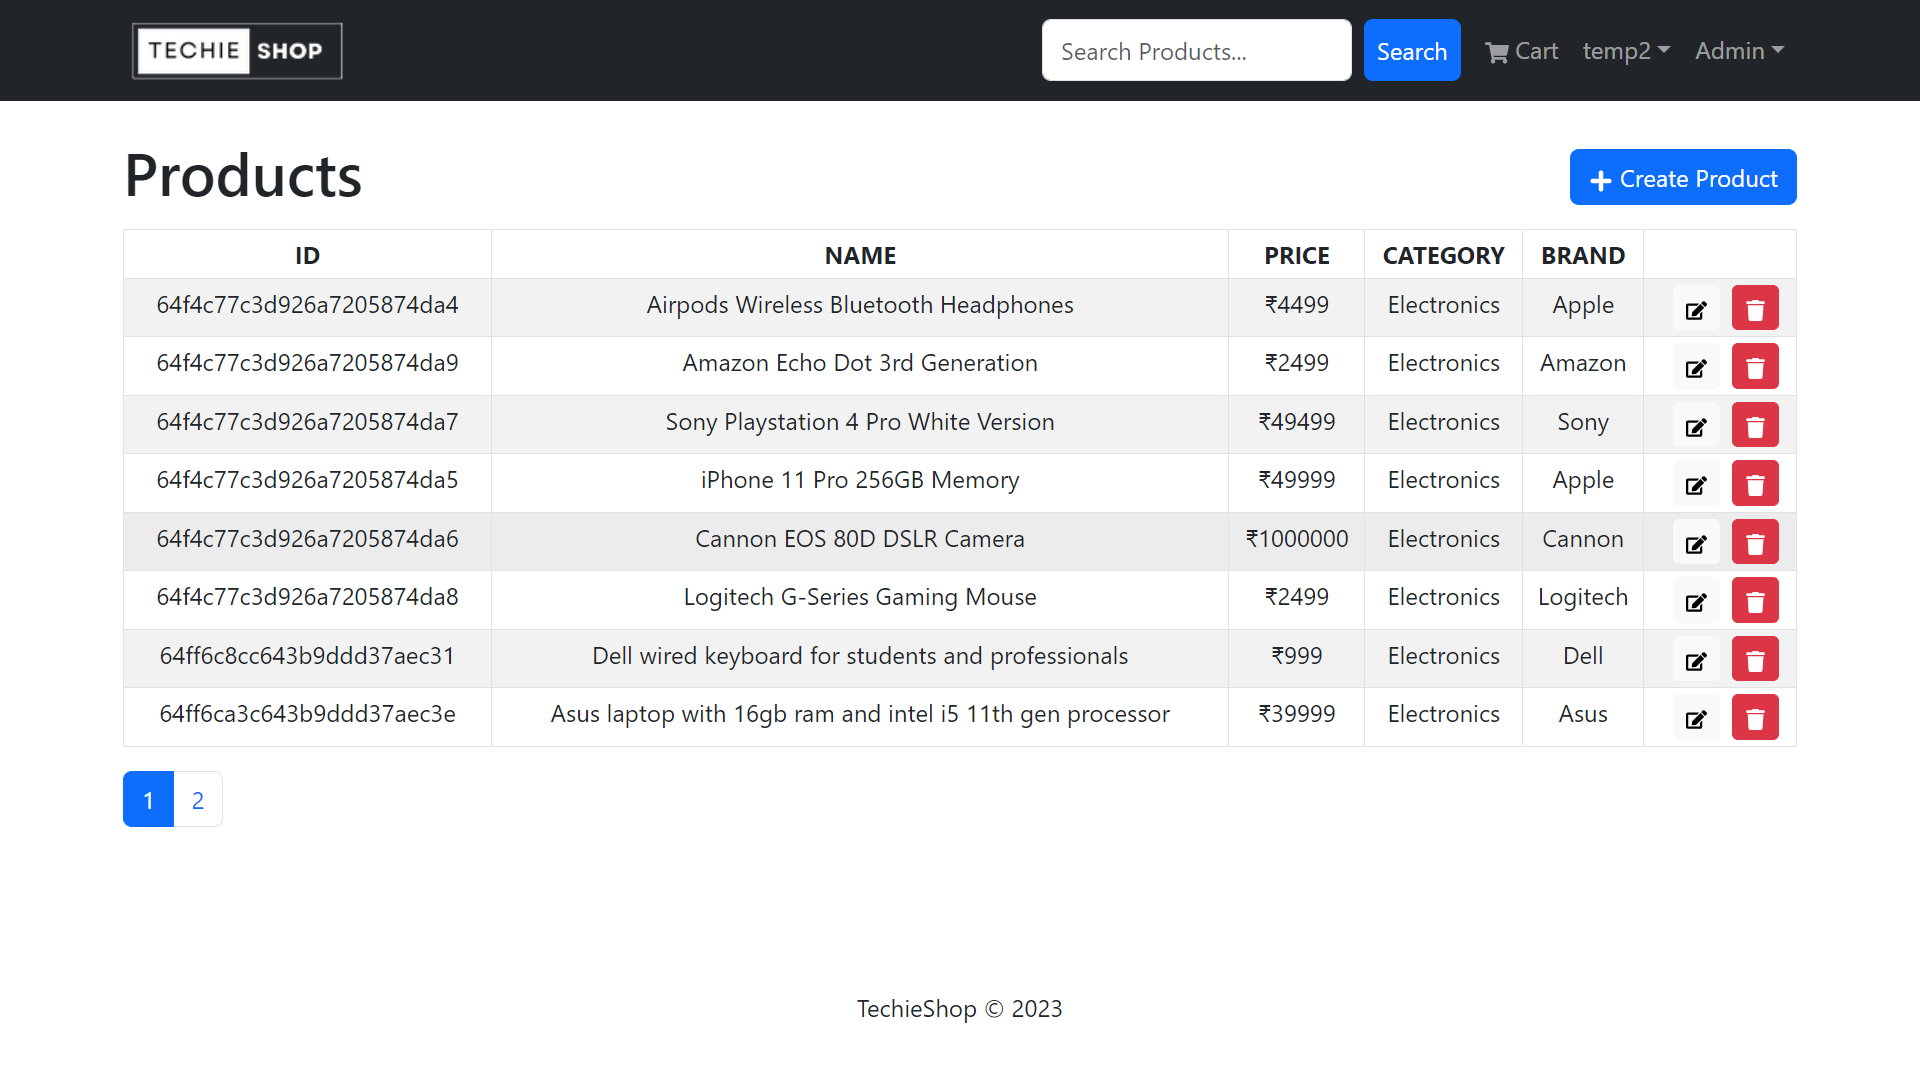 TECHIE SHOP
Search Products...
Search
Cart
temp2
Admin
Products
Create Product
ID NAME PRICE CATEGORY BRAND
64f4c77c3d926a7205874da4 Airpods Wireless Bluetooth Headphones ₹4499 Electronics Apple
64f4c77c3d926a7205874da9 Amazon Echo Dot 3rd Generation ₹2499 Electronics Amazon
64f4c77c3d926a7205874da7 Sony Playstation 4 Pro White Version ₹49499 Electronics Sony
64f4c77c3d926a7205874da5 iPhone 11 Pro 256GB Memory ₹49999 Electronics Apple
64f4c77c3d926a7205874da6 Cannon EOS 80D DSLR Camera ₹1000000 Electronics Cannon
64f4c77c3d926a7205874da8 Logitech G-Series Gaming Mouse ₹2499 Electronics Logitech
64ff6c8cc643b9ddd37aec31 Dell wired keyboard for students and professionals ₹999 Electronics Dell
64ff6ca3c643b9ddd37aec3e Asus laptop with 16gb ram and intel i5 11th gen processor ₹39999 Electronics Asus
1 2
TechieShop © 2023